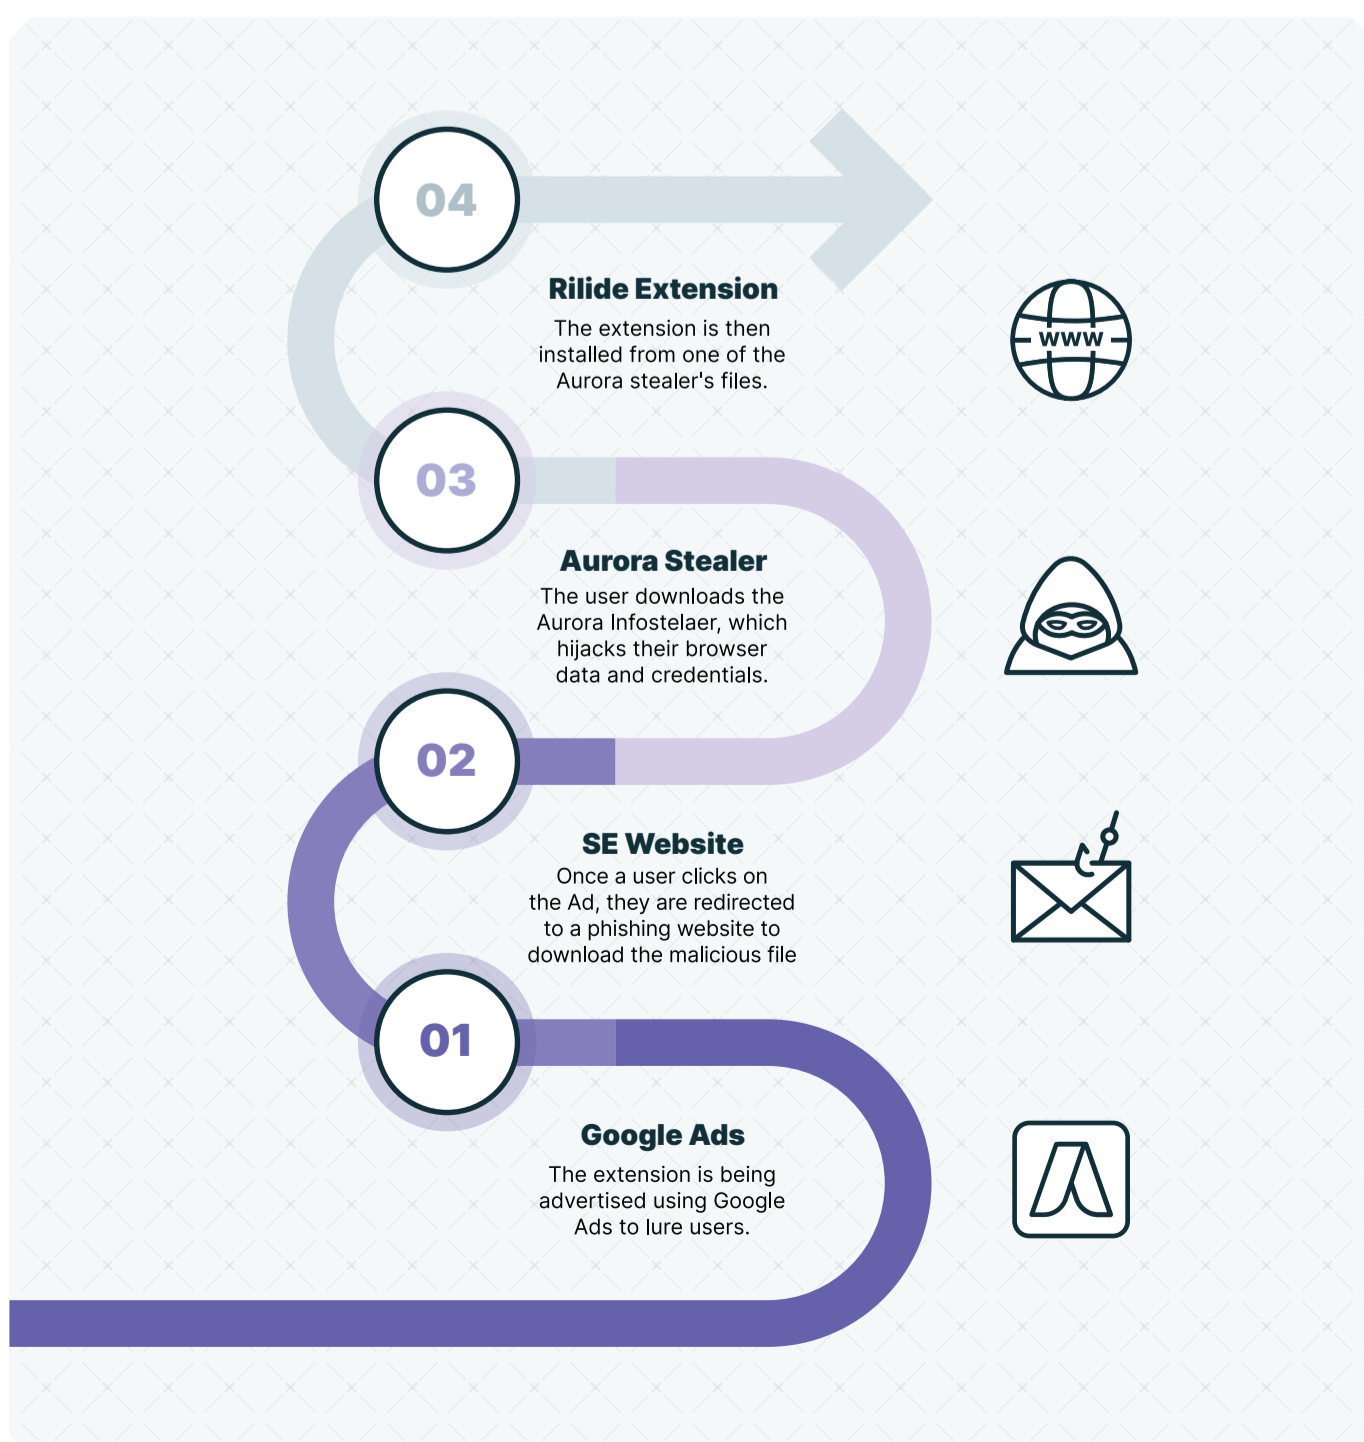 04
Rilide Extension
The extension is then
installed from one of the
Aurora stealer's files.
www
03
Aurora Stealer
The user downloads the
Aurora Infostelaer, which
hijacks their browser
data and credentials.
02
SE Website
Once a user clicks on
the Ad, they are redirected
to a phishing website to
download the malicious file
01
Google Ads
The extension is being
advertised using Google
Ads to lure users.